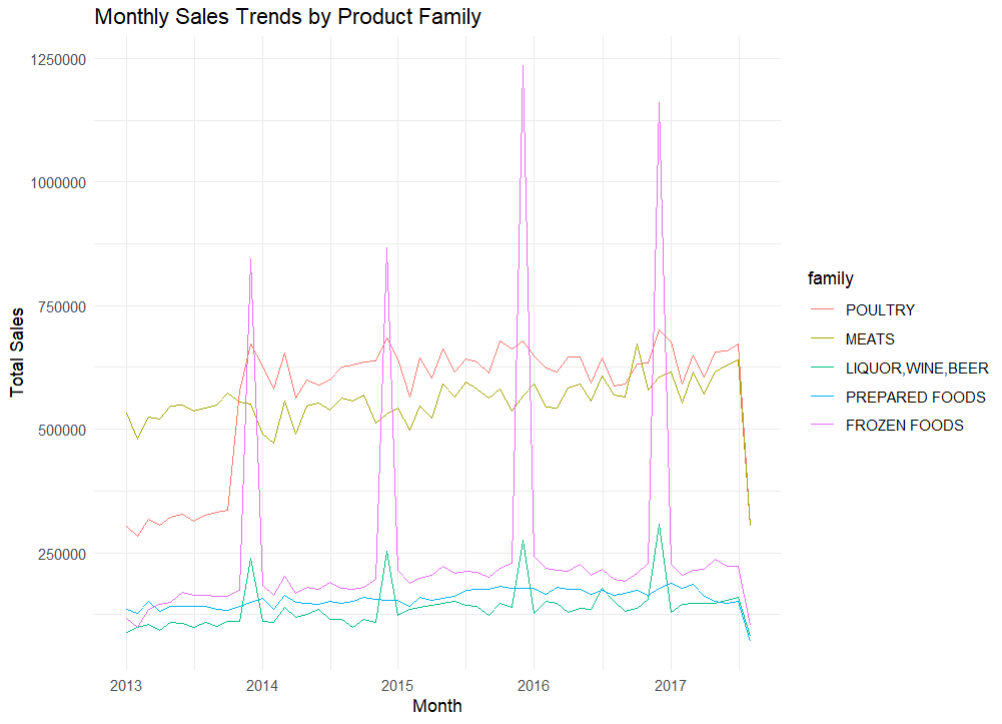 Monthly Sales Trends by Product Family
1250000
1000000
750000
500000
250000
Total Sales
2013 2014 2015 2016 2017
Month
family
POULTRY
MEATS
LIQUOR,WINE,BEER
PREPARED FOODS
FROZEN FOODS